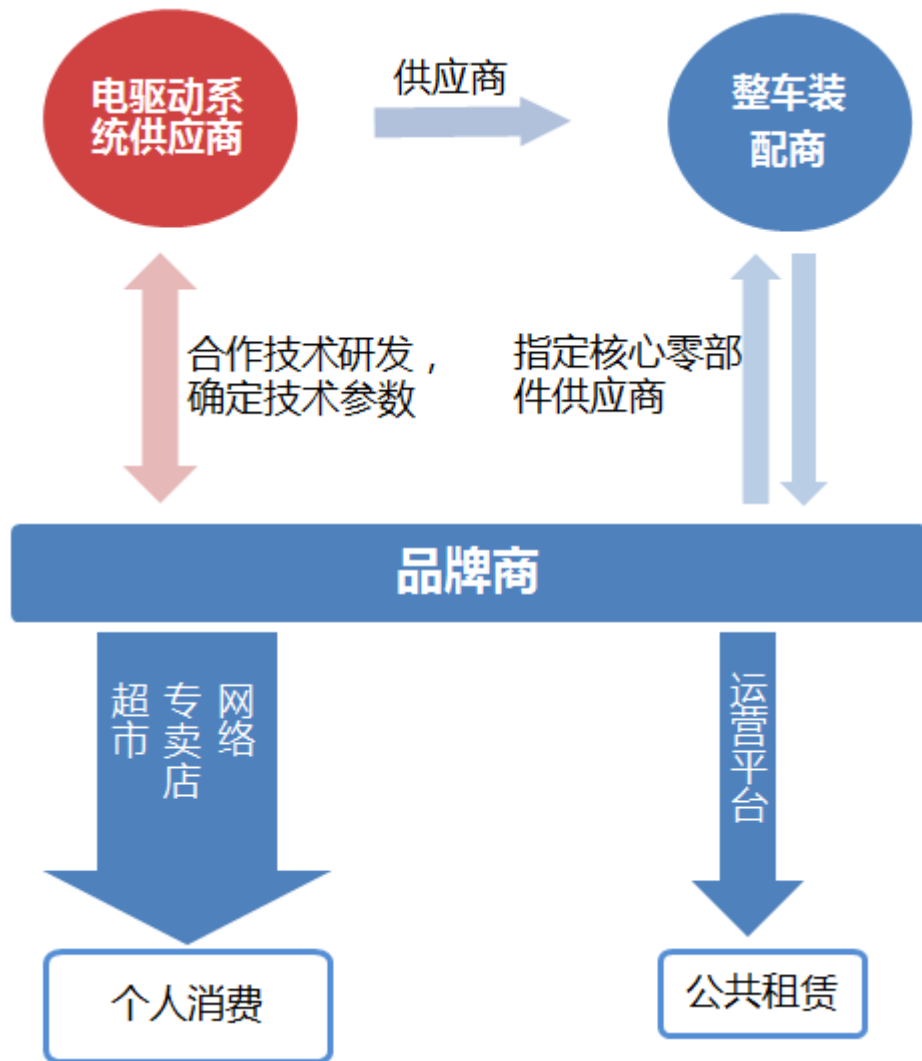 电驱动系
统供应商
供应商
整车装
配商
合作技术研发，
确定技术参数
指定核心零部
件供应商
品牌商
超市
专卖店
网络
运营平台
个人消费
公共租赁